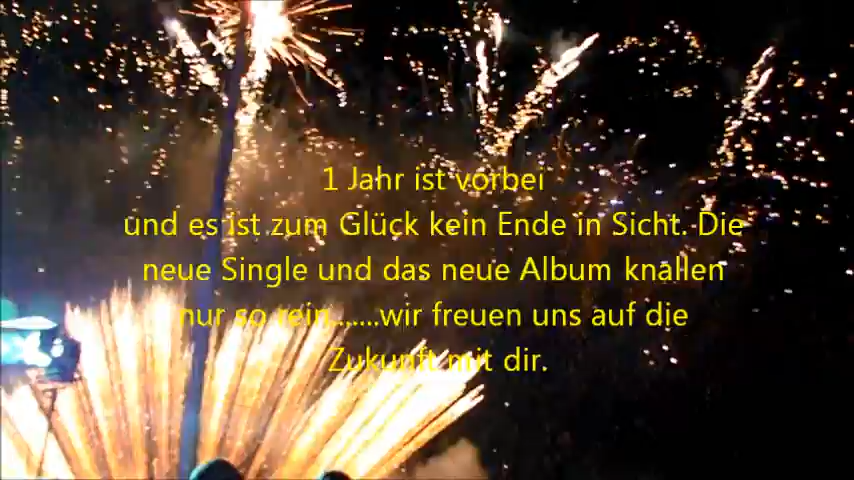 1 Jahr ist vorbei
und es ist zum Glück kein Ende in Sicht. Die
neue Single und das neue Album knallen
nur so rein.......wir freuen uns auf die
Zukunft mit dir.